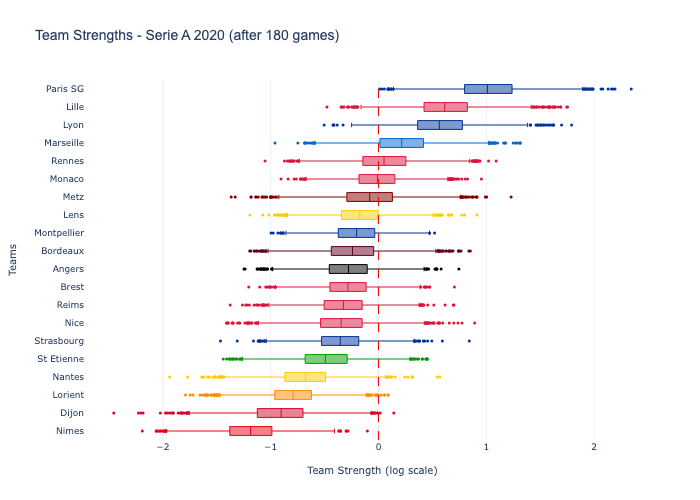 Team Strengths - Serie A 2020 (after 180 games)
Paris SG
Lille
Lyon
Marseille
Rennes
Monaco
Metz
Lens
Montpellier
Bordeaux
Angers
Brest
Reims
Nice
Strasbourg
St Etienne
Nantes
Lorient
Dijon
Nimes
Teams
−2 −1 0 1 2
Team Strength (log scale)